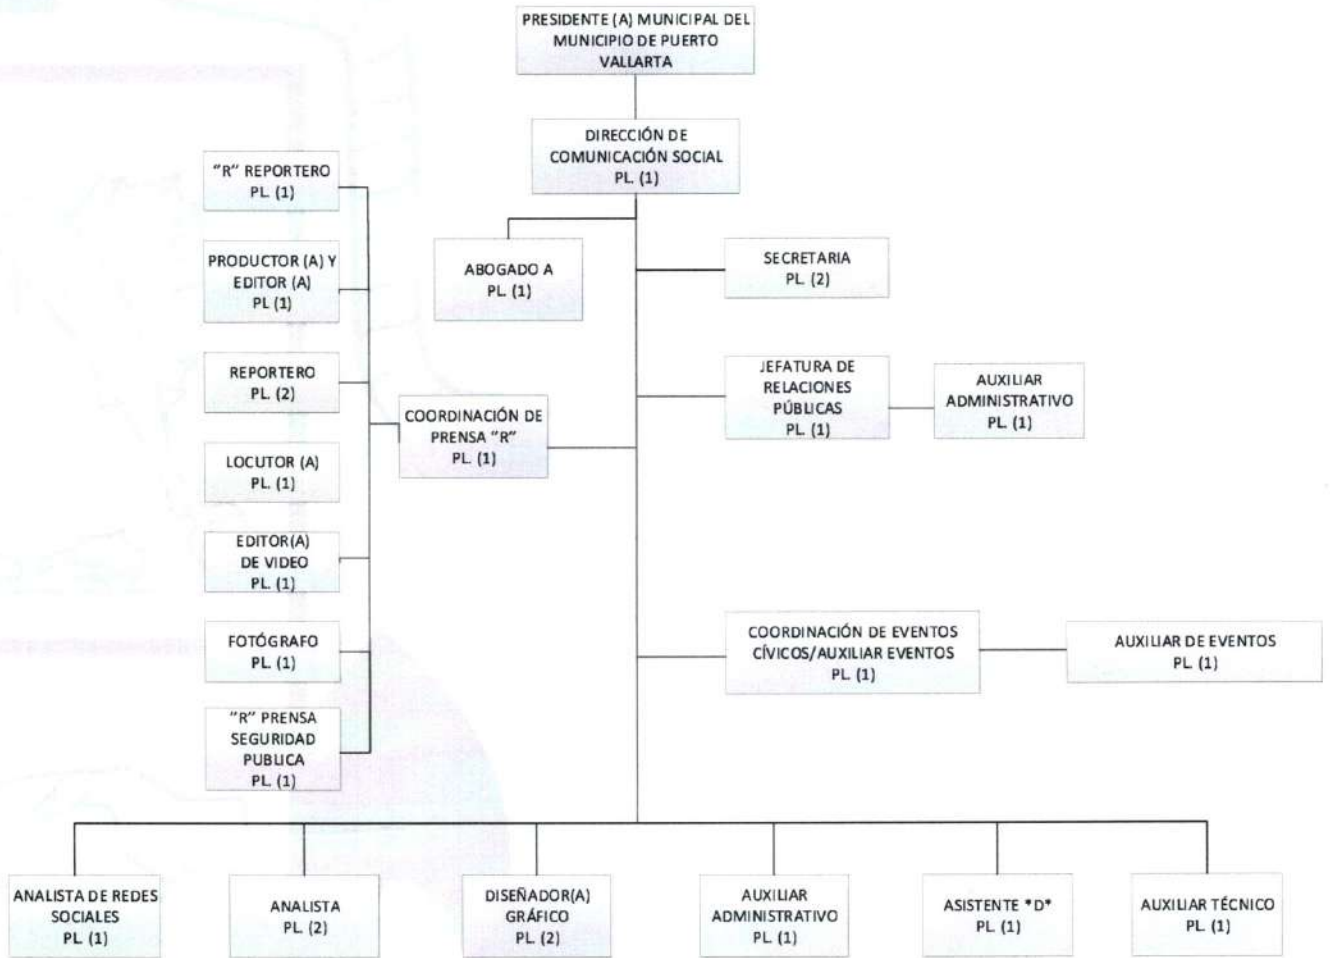 PRESIDENTE (A) MUNICIPAL DEL
MUNICIPIO DE PUERTO
VALLARTA
DIRECCIÓN DE
COMUNICACIÓN SOCIAL
PL. (1)
ABOGADO A
PL. (1)
SECRETARIA
PL. (2)
JEFATURA DE
RELACIONES
PÚBLICAS
PL. (1)
AUXILIAR
ADMINISTRATIVO
PL. (1)
COORDINACIÓN DE
PRENSA "R"
PL. (1)
"R" REPORTERO
PL. (1)
PRODUCTOR (A) Y
EDITOR (A)
PL (1)
REPORTERO
PL. (2)
LOCUTOR (A)
PL. (1)
EDITOR(A)
DE VIDEO
PL. (1)
FOTÓGRAFO
PL. (1)
"R" PRENSA
SEGURIDAD
PUBLICA
PL. (1)
COORDINACIÓN DE EVENTOS
CÍVICOS/AUXILIAR EVENTOS
PL. (1)
AUXILIAR DE EVENTOS
PL. (1)
ANALISTA DE REDES
SOCIALES
PL. (1)
ANALISTA
PL. (2)
DISEÑADOR(A)
GRÁFICO
PL. (2)
AUXILIAR
ADMINISTRATIVO
PL. (1)
ASISTENTE *D*
PL. (1)
AUXILIAR TÉCNICO
PL. (1)